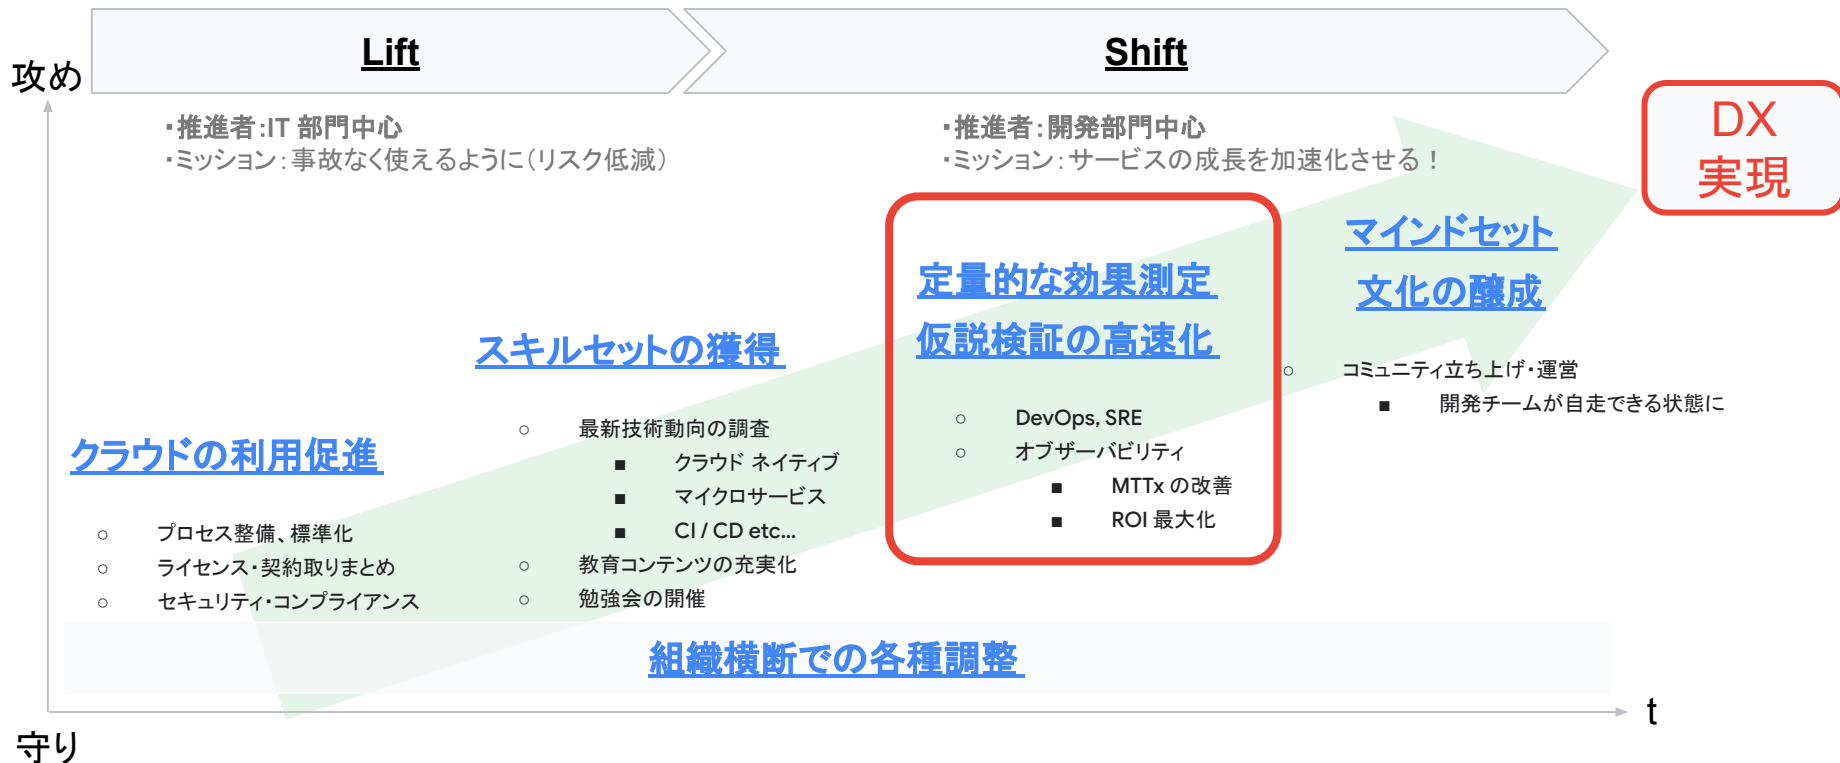 Lift
Shift
攻め
・推進者：IT 部門中心
・ミッション：事故なく使えるように（リスク低減）
・推進者：開発部門中心
・ミッション：サービスの成長を加速化させる！
DX
実現
クラウドの利用促進
○ プロセス整備、標準化
○ ライセンス・契約取りまとめ
○ セキュリティ・コンプライアンス
スキルセットの獲得
○ 最新技術動向の調査
■ クラウド ネイティブ
■ マイクロサービス
■ CI / CD etc...
○ 教育コンテンツの充実化
○ 勉強会の開催
定量的な効果測定
仮説検証の高速化
○ DevOps, SRE
○ オブザーバビリティ
■ MTTx の改善
■ ROI 最大化
マインドセット
文化の醸成
○ コミュニティ立ち上げ・運営
■ 開発チームが自走できる状態に
組織横断での各種調整
t
守り